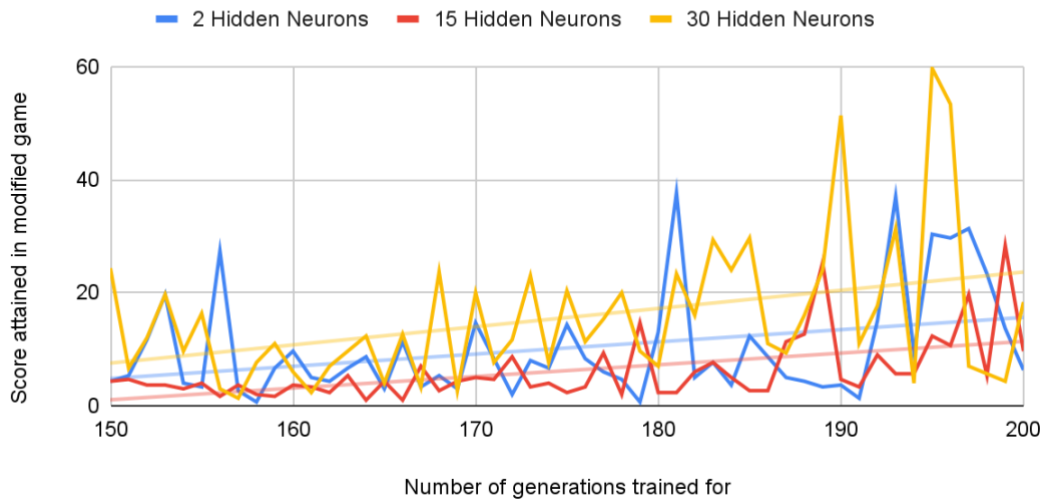 2 Hidden Neurons 15 Hidden Neurons 30 Hidden Neurons
Score attained in modified game
60
40
20
0
150 160 170 180 190 200
Number of generations trained for